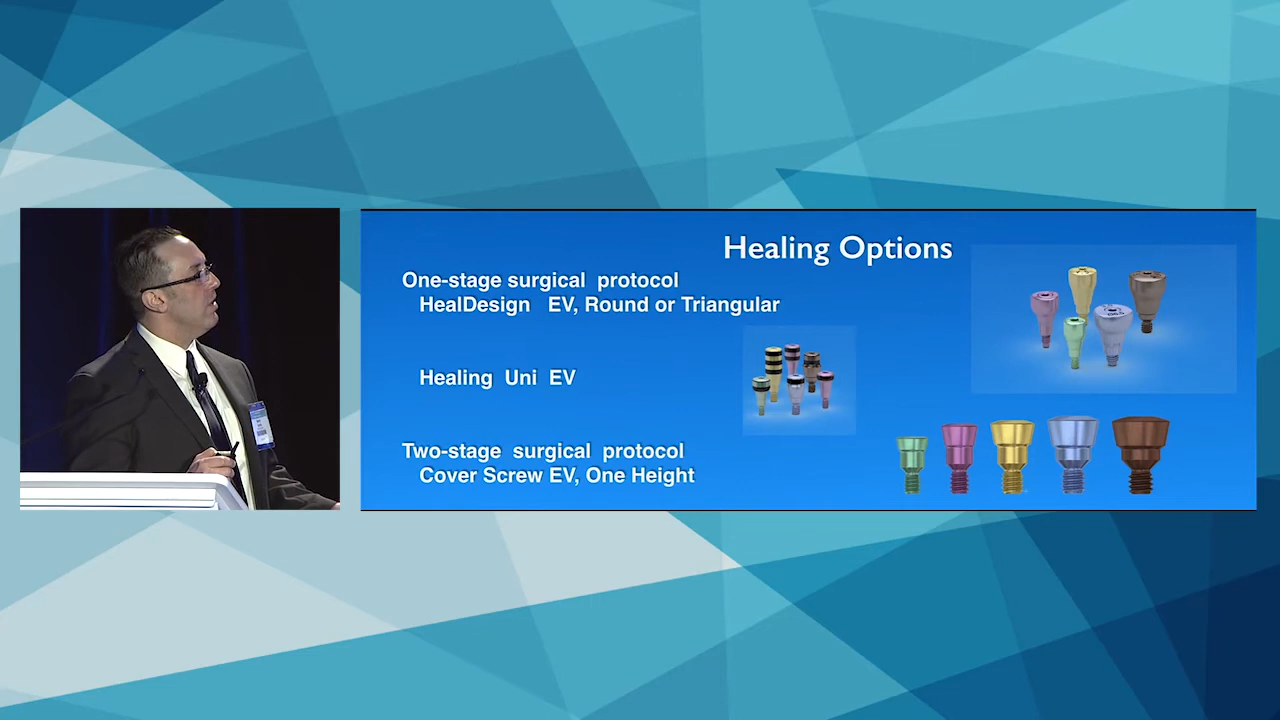 Healing Options
One-stage surgical protocol
HealDesign EV, Round or Triangular
Healing Uni EV
Two-stage surgical protocol
Cover Screw EV, One Height